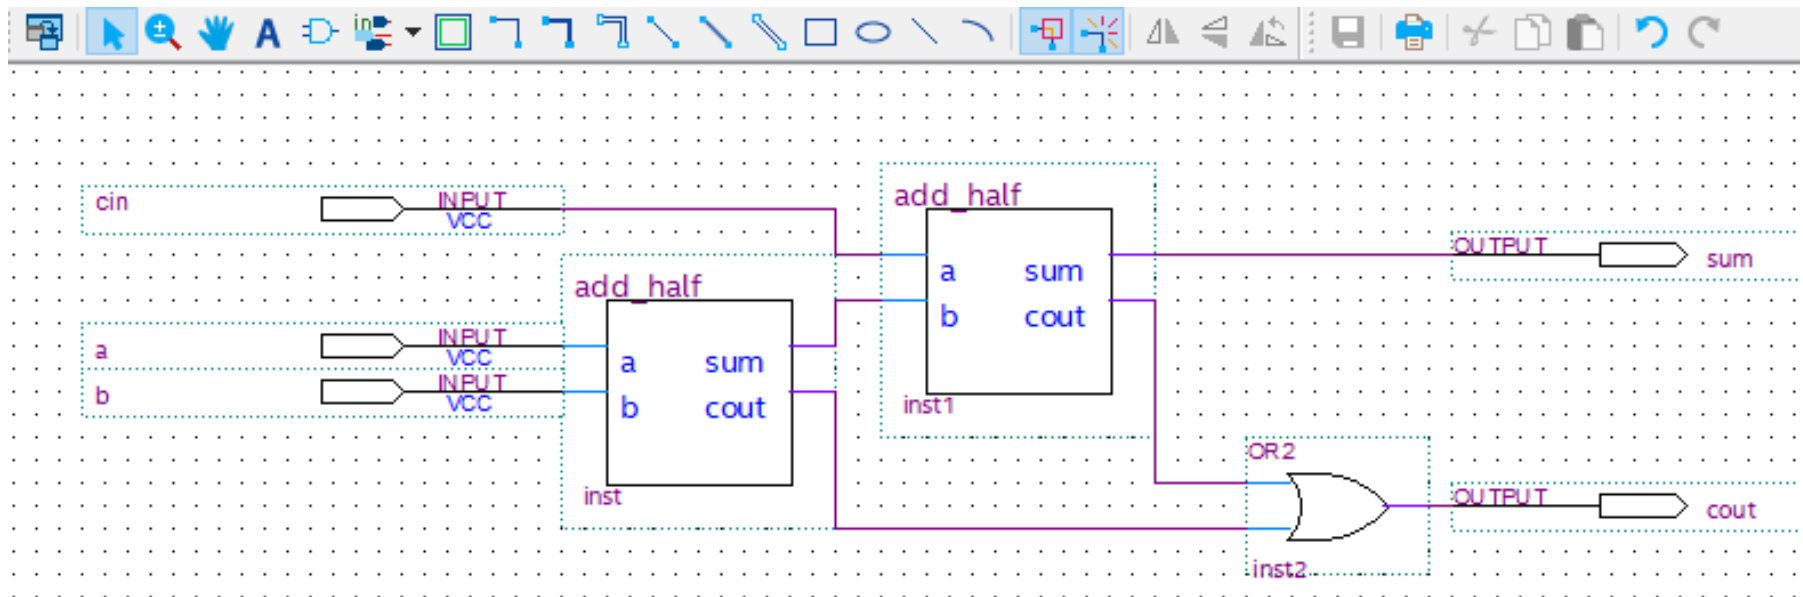 A
in
cin
INPUT
VCC
add_half
a
sum
b
cout
inst1
OUTPUT
sum
add_half
a
INPUT
VCC
b
INPUT
VCC
a
sum
b
cout
inst
OR2
inst2
OUTPUT
cout